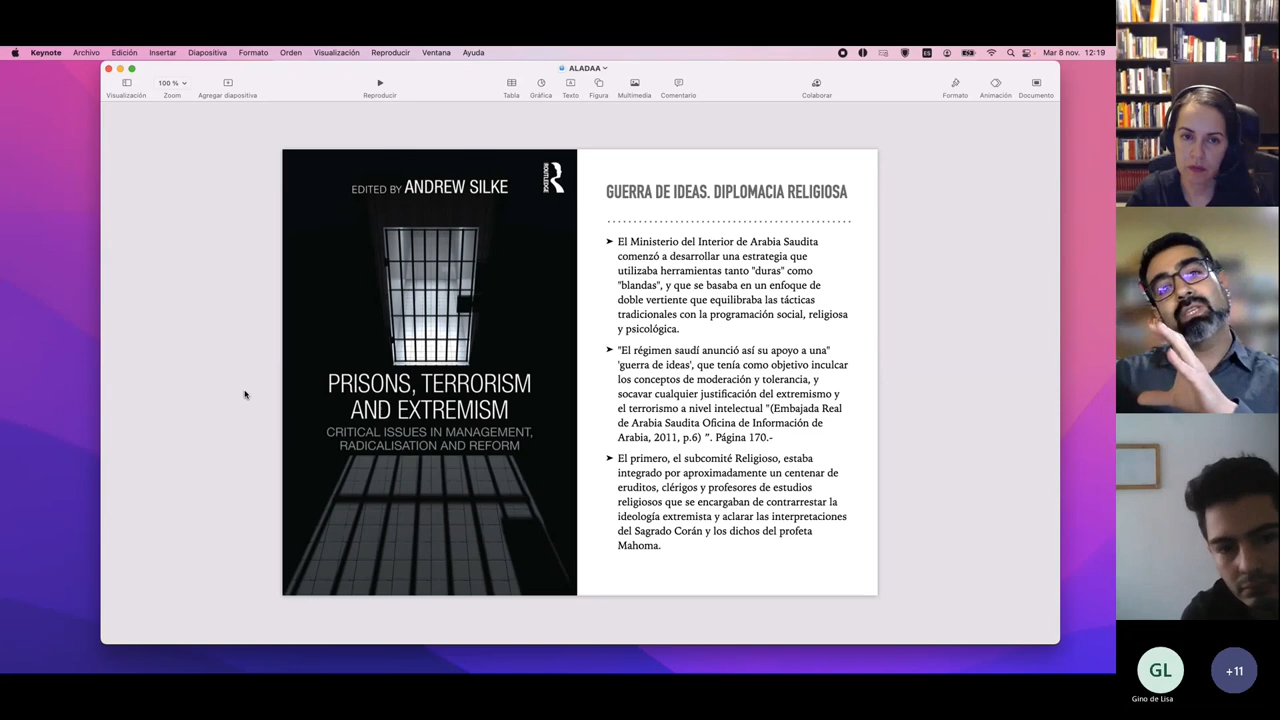 Keynote Archivo Edición Insertar Diapositiva Formato Orden Visualización Reproducir Ventana Ayuda
ES
Mar 8 nov. 12:19
ALADAA
100 %
Visualización Zoom Agregar diapositiva Reproducir Tabla Gráfica Texto Figura Multimedia Comentario Colaborar Formato Animación Documento
EDITED BY ANDREW SILKE
ROUTLEDGE
PRISONS, TERRORISM
AND EXTREMISM
CRITICAL ISSUES IN MANAGEMENT,
RADICALISATION AND REFORM
GUERRA DE IDEAS. DIPLOMACIA RELIGIOSA
El Ministerio del Interior de Arabia Saudita
comenzó a desarrollar una estrategia que
utilizaba herramientas tanto "duras" como
"blandas", y que se basaba en un enfoque de
doble vertiente que equilibraba las tácticas
tradicionales con la programación social, religiosa
y psicológica.
"El régimen saudí anunció así su apoyo a una"
'guerra de ideas', que tenía como objetivo inculcar
los conceptos de moderación y tolerancia, y
socavar cualquier justificación del extremismo y
el terrorismo a nivel intelectual "(Embajada Real
de Arabia Saudita Oficina de Información de
Arabia, 2011, p.6) ”. Página 170.-
El primero, el subcomité Religioso, estaba
integrado por aproximadamente un centenar de
eruditos, clérigos y profesores de estudios
religiosos que se encargaban de contrarrestar la
ideología extremista y aclarar las interpretaciones
del Sagrado Corán y los dichos del profeta
Mahoma.
GL
Gino de Lisa
+11